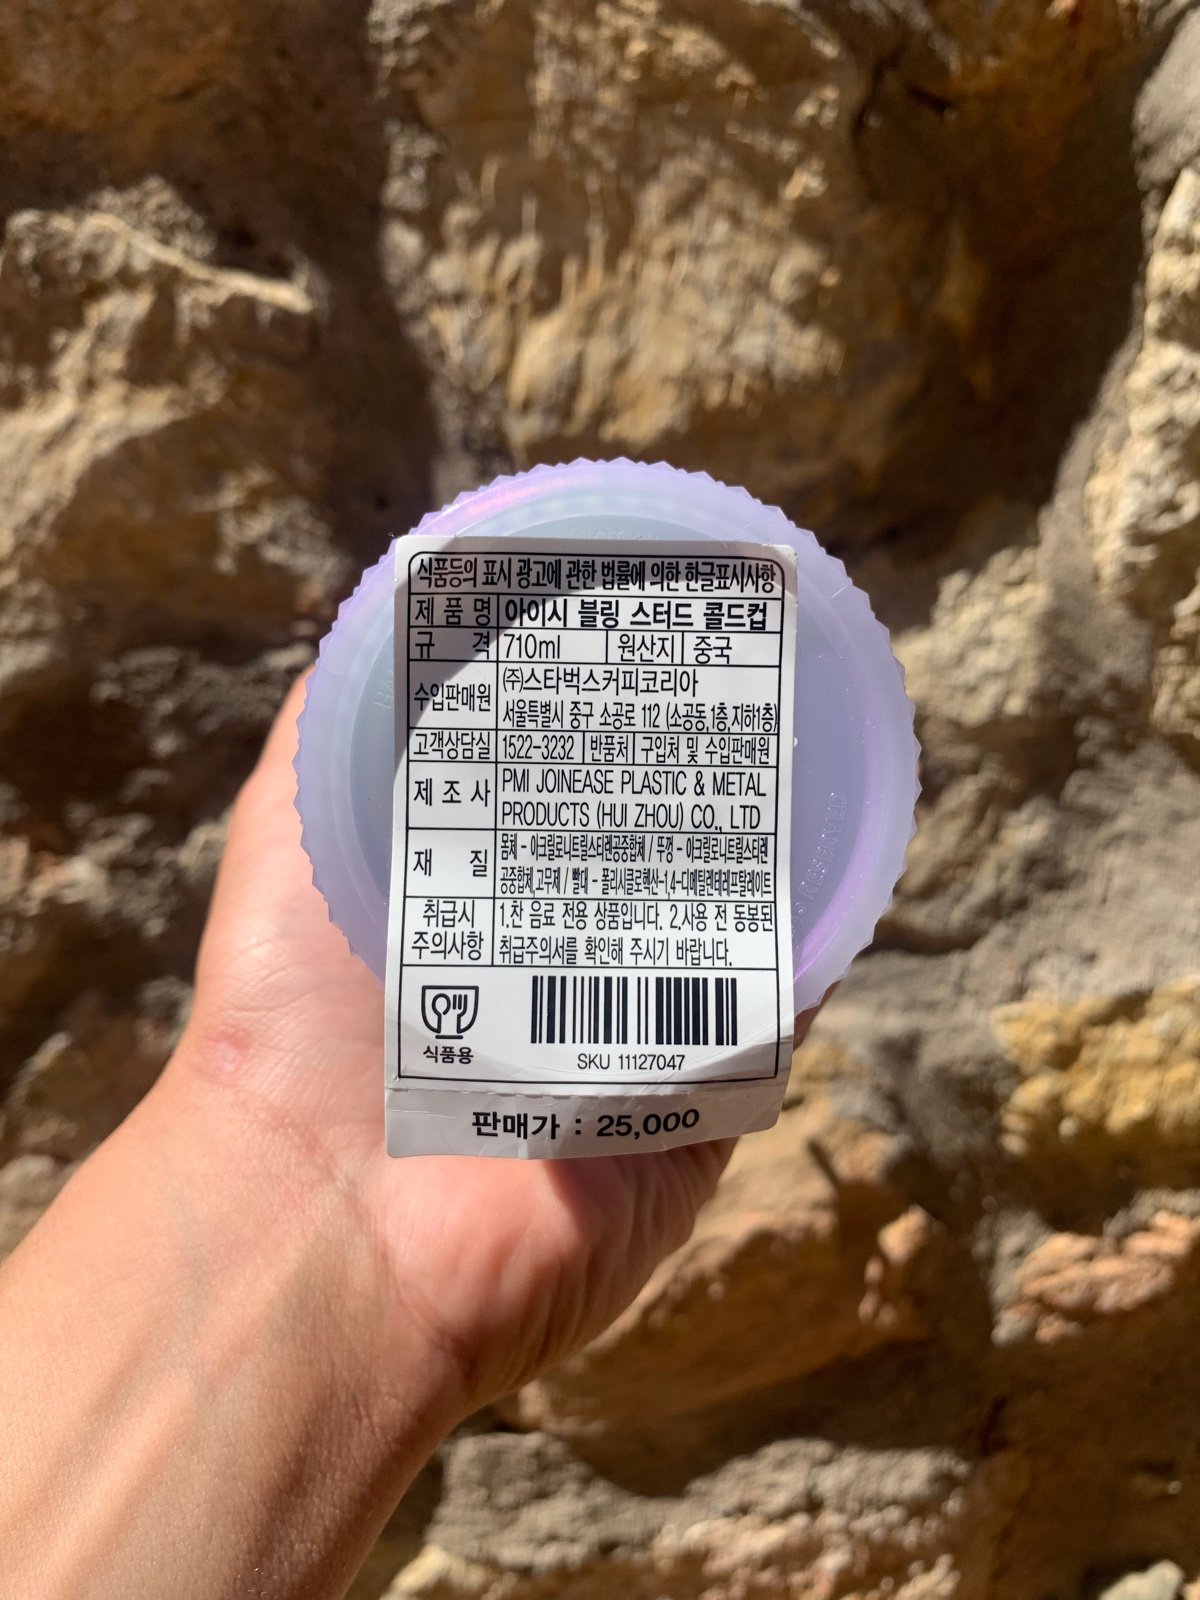 식품등의 표시 광고에 관한 법률에 의한 한글표시사항
제 품 명 아이시 블링 스터드 콜드컵
규 격 710ml 원산지 중국
수입판매원 ㈜스타벅스커피코리아
서울특별시 중구 소공로 112 (소공동,1층,지하1층)
고객상담실 1522-3232 반품처 구입처 및 수입판매원
제 조 사 PMI JOINEASE PLASTIC & METAL
PRODUCTS (HUI ZHOU) CO., LTD
재 질 몸체 - 아크릴로니트릴스티렌공중합체 / 뚜껑 - 아크릴로니트릴스티렌
공중합체,고무제 / 빨대 - 폴리시클로헥산-1,4-디메틸렌테레프탈레이트
취급시 1.찬 음료 전용 상품입니다. 2.사용 전 동봉된
주의사항 취급주의서를 확인해 주시기 바랍니다.
식품용
SKU 11127047
판매가 : 25,000